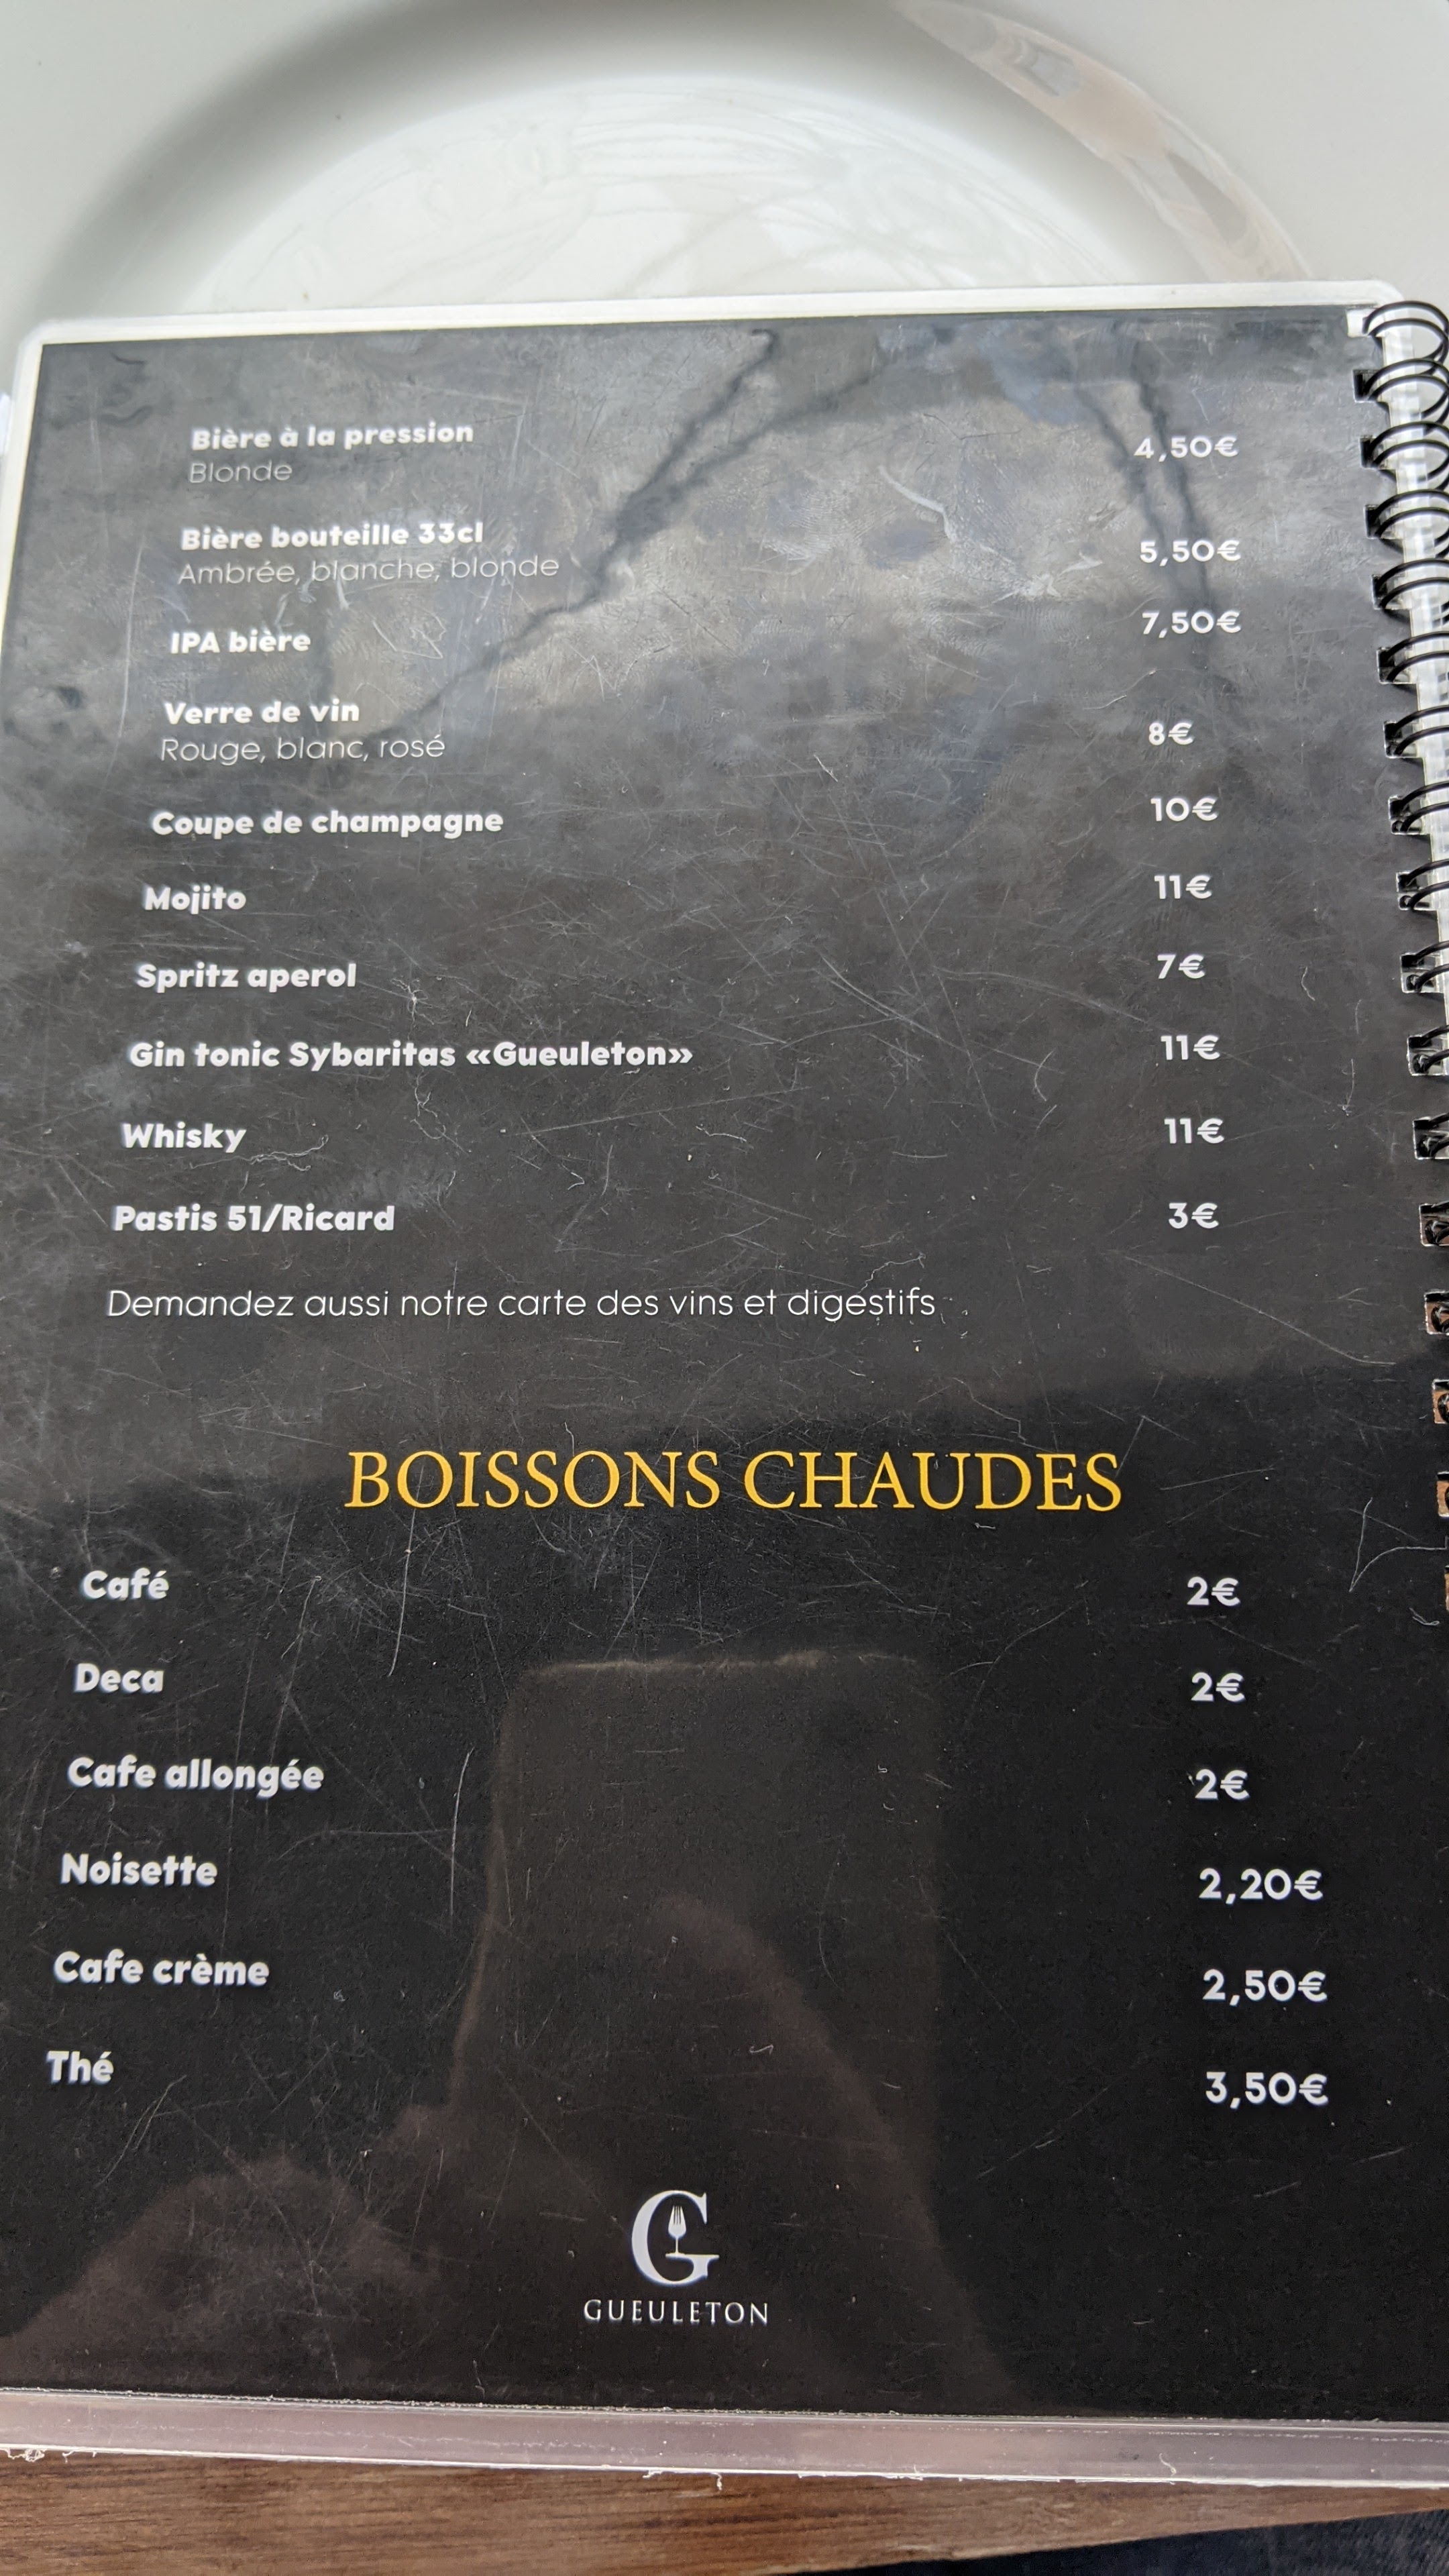 Bière à la pression 4,50€
Blonde
Bière bouteille 33cl 5,50€
Ambrée, blanche, blonde
IPA bière 7,50€
Verre de vin 8€
Rouge, blanc, rosé
Coupe de champagne 10€
Mojito 11€
Spritz aperol 7€
Gin tonic Sybaritas «Gueuleton» 11€
Whisky 11€
Pastis 51/Ricard 3€
Demandez aussi notre carte des vins et digestifs
BOISSONS CHAUDES
Café 2€
Deca 2€
Cafe allongée 2€
Noisette 2,20€
Cafe crème 2,50€
Thé 3,50€
G
GUEULETON